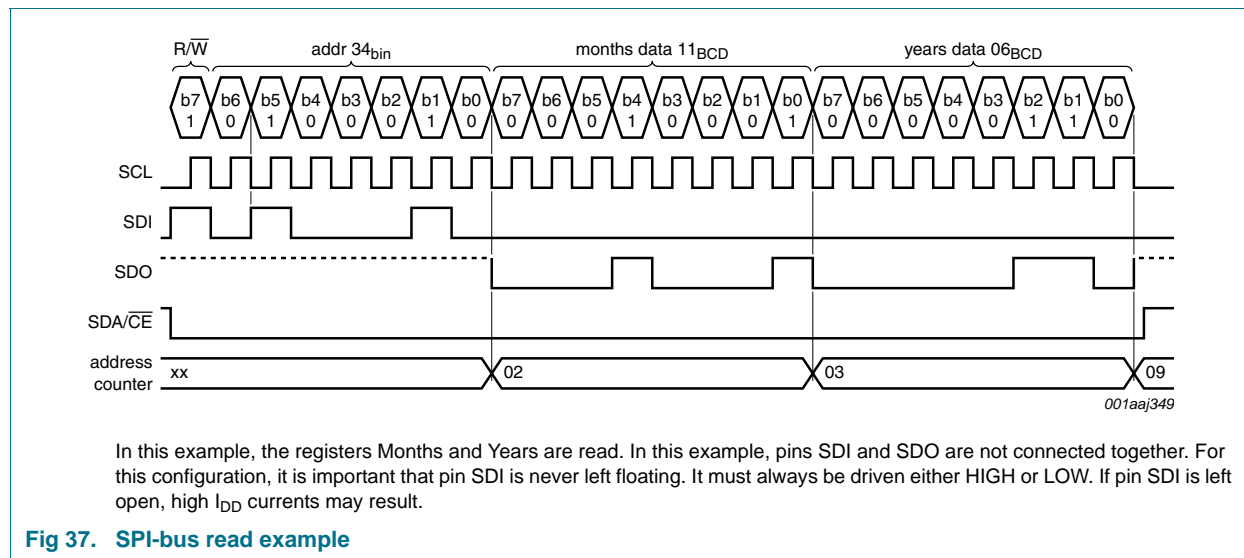 R/W addr 34bin months data 11BCD years data 06BCD
b7 b6 b5 b4 b3 b2 b1 b0 b7 b6 b5 b4 b3 b2 b1 b0 b7 b6 b5 b4 b3 b2 b1 b0
1 0 1 0 0 0 1 0 0 0 0 1 0 0 0 1 0 0 0 0 0 1 1 0
SCL
SDI
SDO
SDA/CE
address
counter
xx 02 03 09
001aaj349
In this example, the registers Months and Years are read. In this example, pins SDI and SDO are not connected together. For
this configuration, it is important that pin SDI is never left floating. It must always be driven either HIGH or LOW. If pin SDI is left
open, high IDD currents may result.
Fig 37. SPI-bus read example